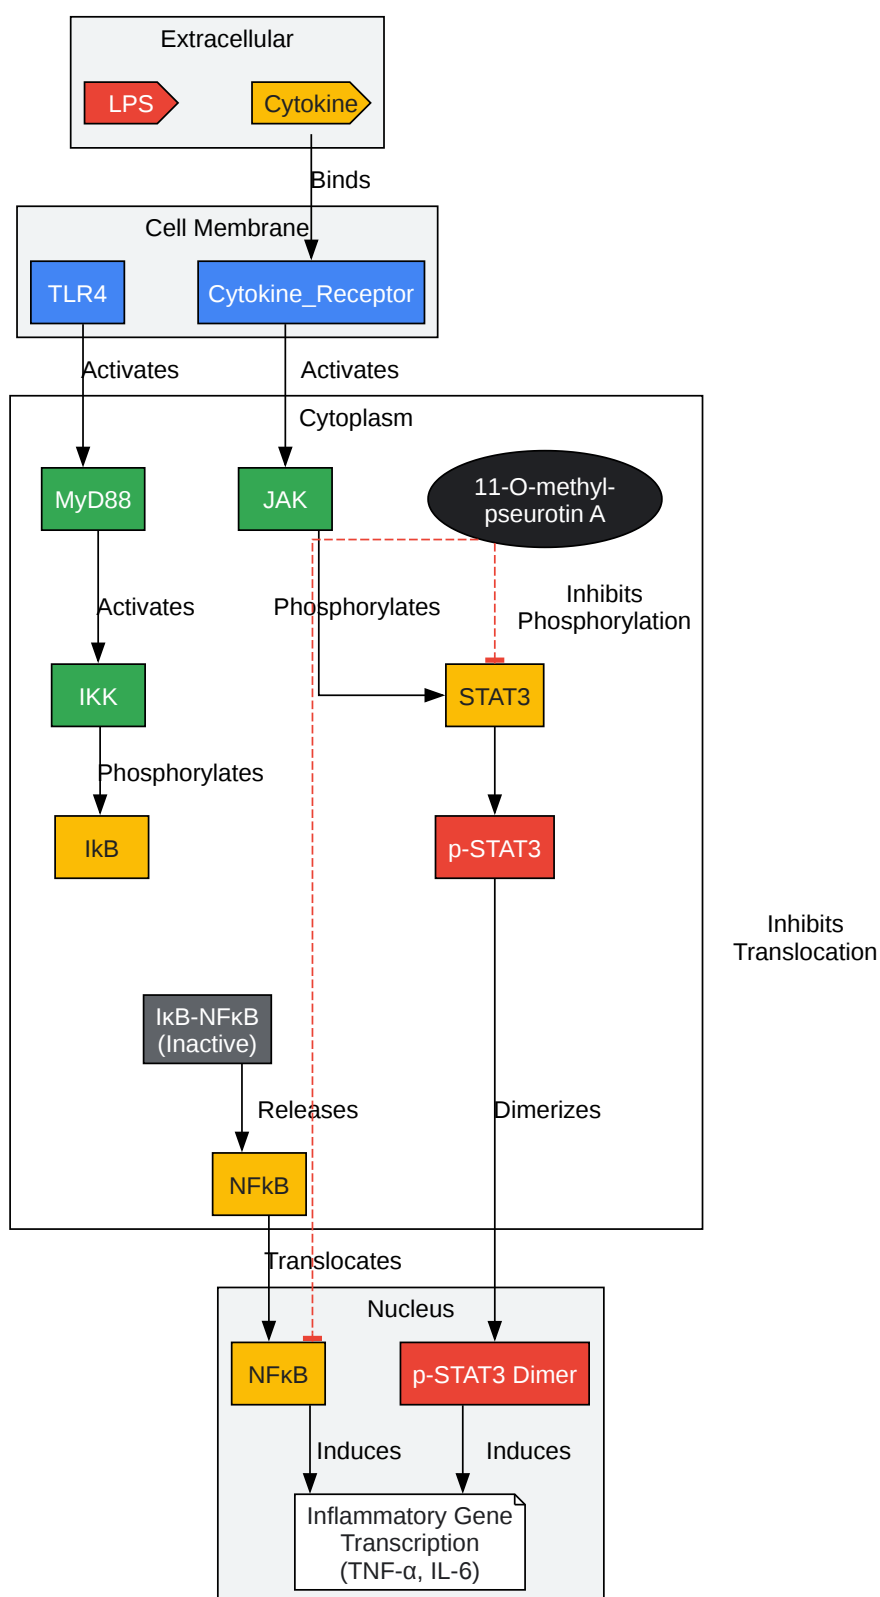 Extracellular
LPS
Cytokine
Binds
Cell Membrane
TLR4
Cytokine_Receptor
Activates
Activates
Cytoplasm
MyD88
JAK
11-O-methyl-
pseurotin A
Activates
Phosphorylates
Inhibits
Phosphorylation
IKK
STAT3
Phosphorylates
IkB
p-STAT3
Inhibits
Translocation
IκB-NFκB
(Inactive)
Releases
Dimerizes
NFkB
Translocates
Nucleus
NFκB
p-STAT3 Dimer
Induces
Induces
Inflammatory Gene
Transcription
(TNF-α, IL-6)